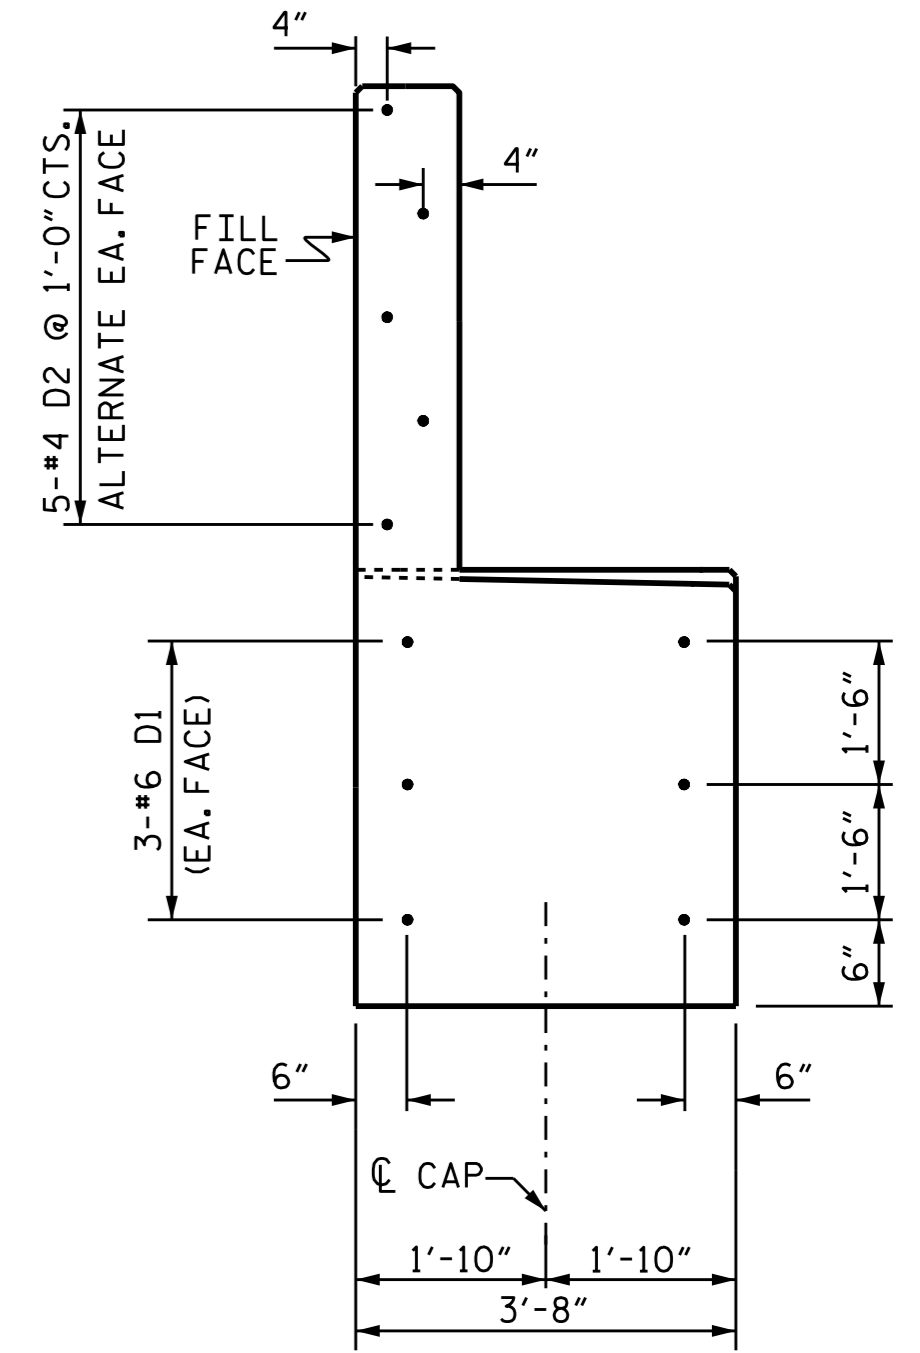 4"
4"
5-#4 D2 @ 1'-0"CTS.
ALTERNATE EA.FACE
FILL
FACE
3-#6 D1
(EA.FACE)
1'-6"
1'-6"
6"
6"
6"
℄ CAP
1'-10"
1'-10"
3'-8"